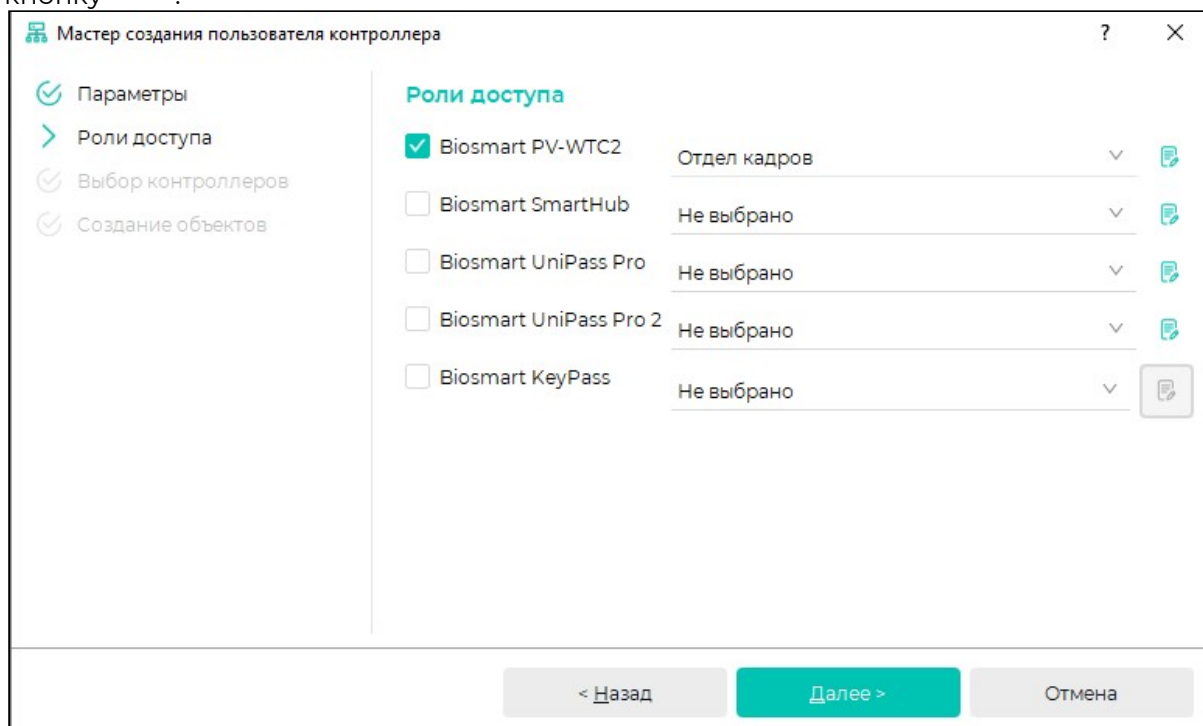 Мастер создания пользователя контроллера ?
Параметры
Роли доступа
Выбор контроллеров
Создание объектов
Роли доступа
Biosmart PV-WTC2 Отдел кадров
Biosmart SmartHub Не выбрано
Biosmart UniPass Pro Не выбрано
Biosmart UniPass Pro 2 Не выбрано
Biosmart KeyPass Не выбрано
< Назад Далее > Отмена